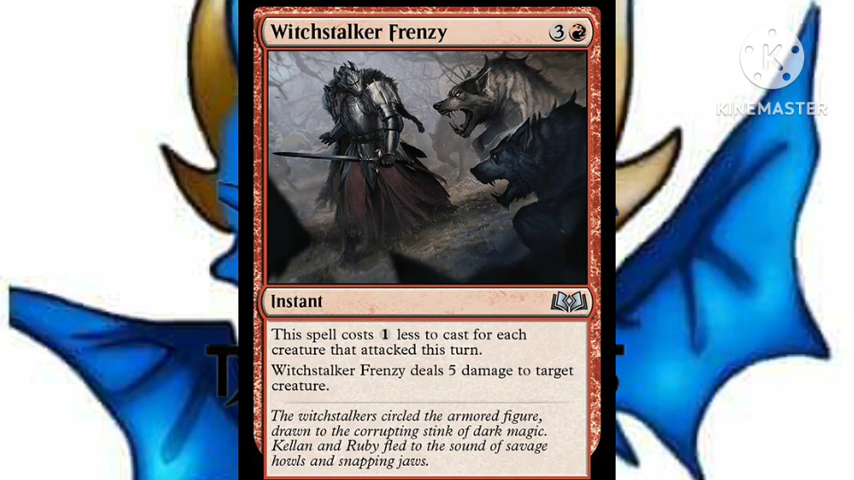 Witchstalker Frenzy 3
KINEMASTER
Instant
This spell costs 1 less to cast for each
creature that attacked this turn.
Witchstalker Frenzy deals 5 damage to target
creature.
The witchstalkers circled the armored figure,
drawn to the corrupting stink of dark magic.
Kellan and Ruby fled to the sound of savage
howls and snapping jaws.